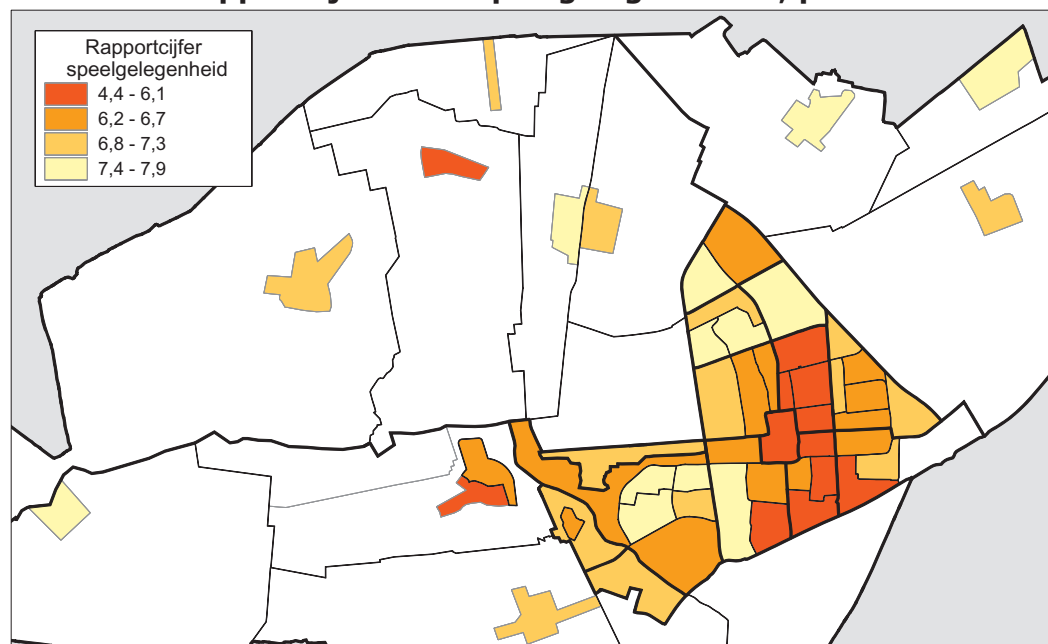 Rapportcijfer
speelgelegenheid
4,4 - 6,1
6,2 - 6,7
6,8 - 7,3
7,4 - 7,9